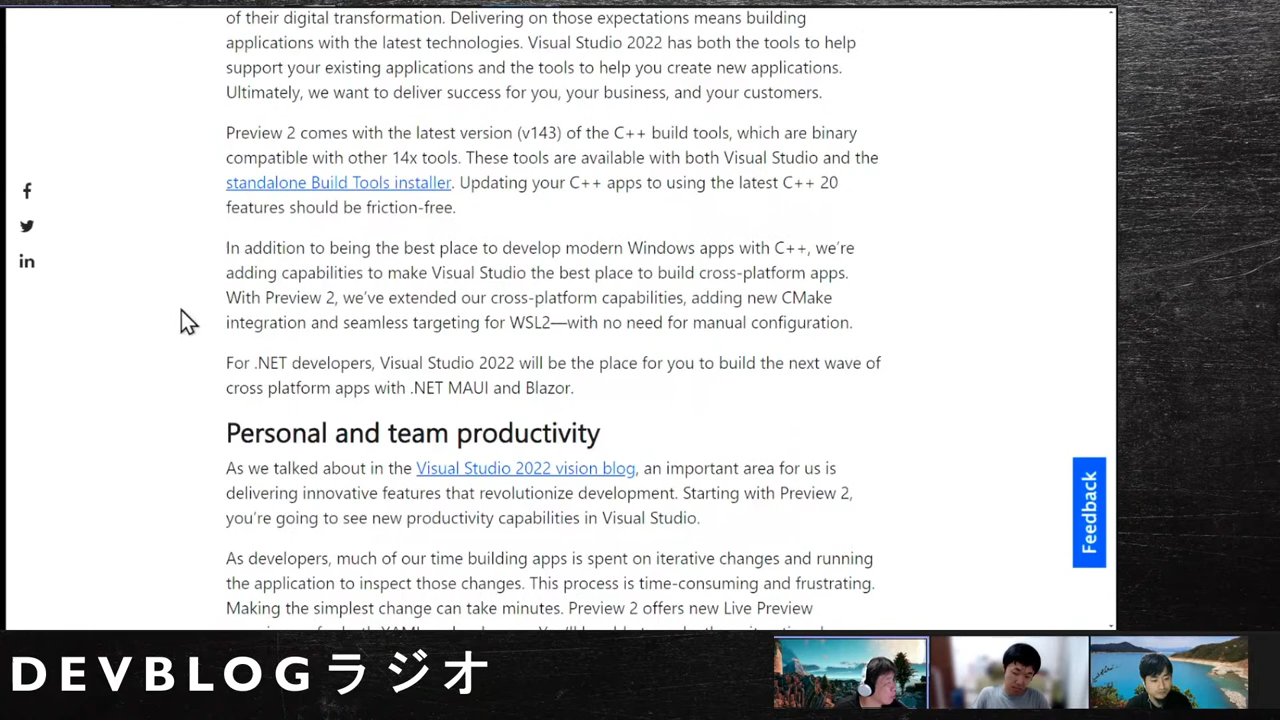 of their digital transformation. Delivering on those expectations means building
applications with the latest technologies. Visual Studio 2022 has both the tools to help
support your existing applications and the tools to help you create new applications.
Ultimately, we want to deliver success for you, your business, and your customers.
Preview 2 comes with the latest version (v143) of the C++ build tools, which are binary
compatible with other 14x tools. These tools are available with both Visual Studio and the
standalone Build Tools installer. Updating your C++ apps to using the latest C++ 20
features should be friction-free.
In addition to being the best place to develop modern Windows apps with C++, we’re
adding capabilities to make Visual Studio the best place to build cross-platform apps.
With Preview 2, we’ve extended our cross-platform capabilities, adding new CMake
integration and seamless targeting for WSL2—with no need for manual configuration.
For .NET developers, Visual Studio 2022 will be the place for you to build the next wave of
cross platform apps with .NET MAUI and Blazor.
Personal and team productivity
As we talked about in the Visual Studio 2022 vision blog, an important area for us is
delivering innovative features that revolutionize development. Starting with Preview 2,
you’re going to see new productivity capabilities in Visual Studio.
As developers, much of our time building apps is spent on iterative changes and running
the application to inspect those changes. This process is time-consuming and frustrating.
Making the simplest change can take minutes. Preview 2 offers new Live Preview
Feedback
DEVBLOGラジオ